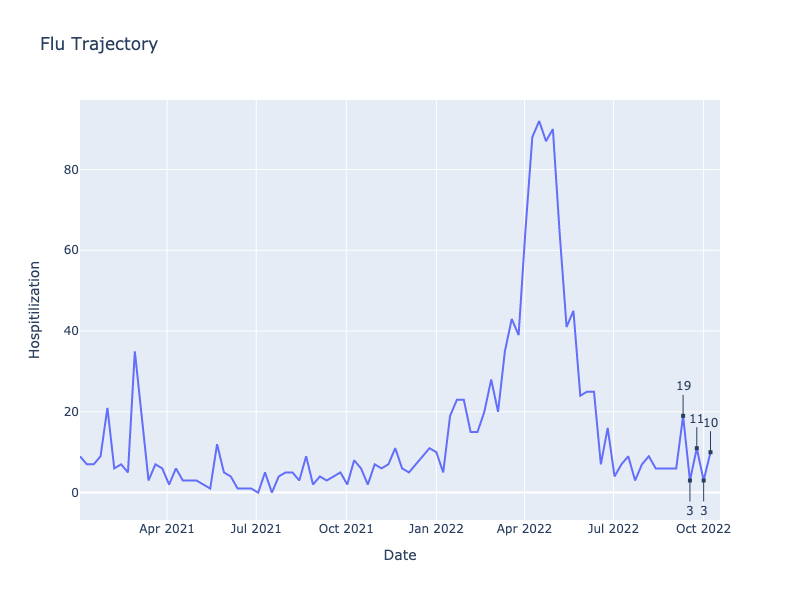 Flu Trajectory
80
60
40
20
0
Hospitilization
19
11
10
3
3
Apr 2021
Jul 2021
Oct 2021
Jan 2022
Apr 2022
Jul 2022
Oct 2022
Date